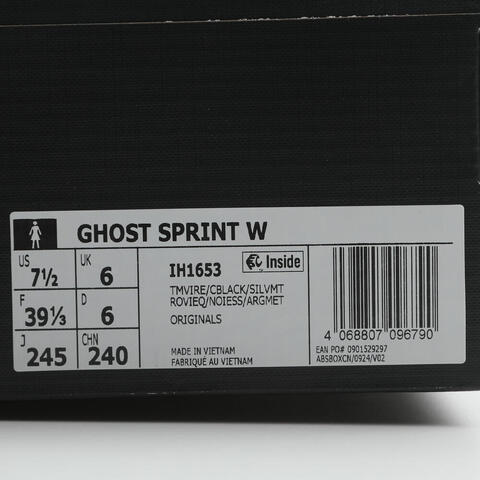 GHOST SPRINT W
US 7½
UK 6
F 39⅓
D 6
J 245
CHN 240
IH1653
Inside
TMVIRE/CBLACK/SILVMT
ROVIEQ/NOIESS/ARGMET
ORIGINALS
MADE IN VIETNAM
FABRIQUÉ AU VIETNAM
4 068807 096790
EAN PO# 0901529297
ABSBOXCN/0924/V02